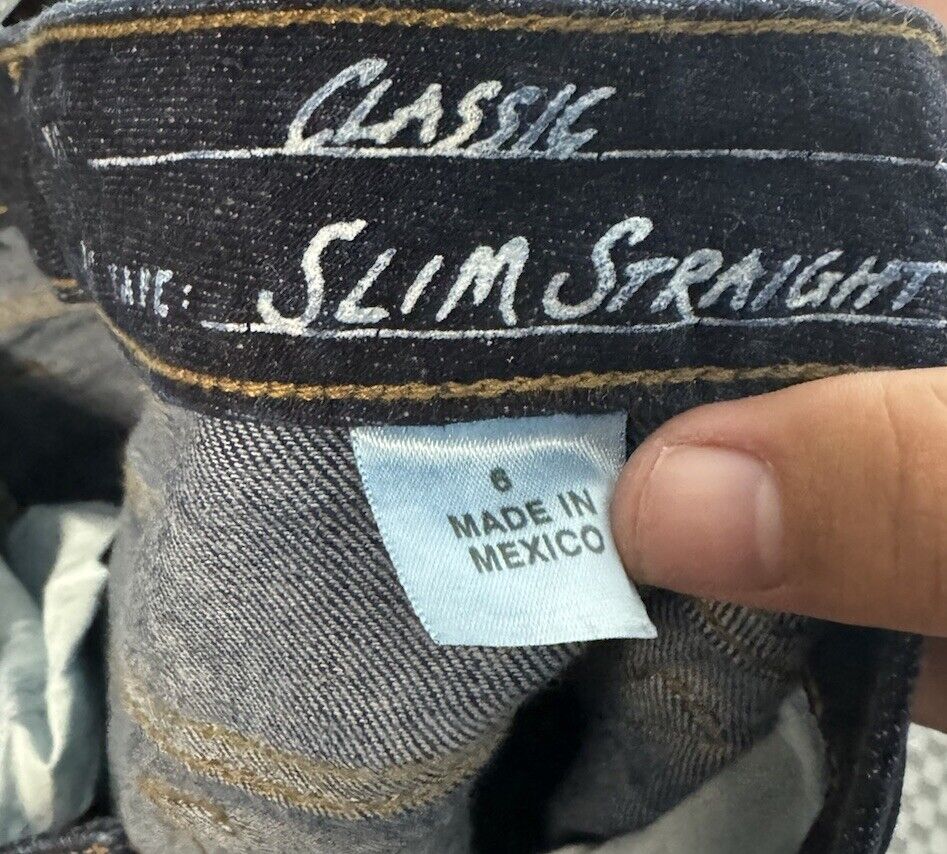 CLASSIC
SLIM STRAIGHT
6
MADE IN
MEXICO